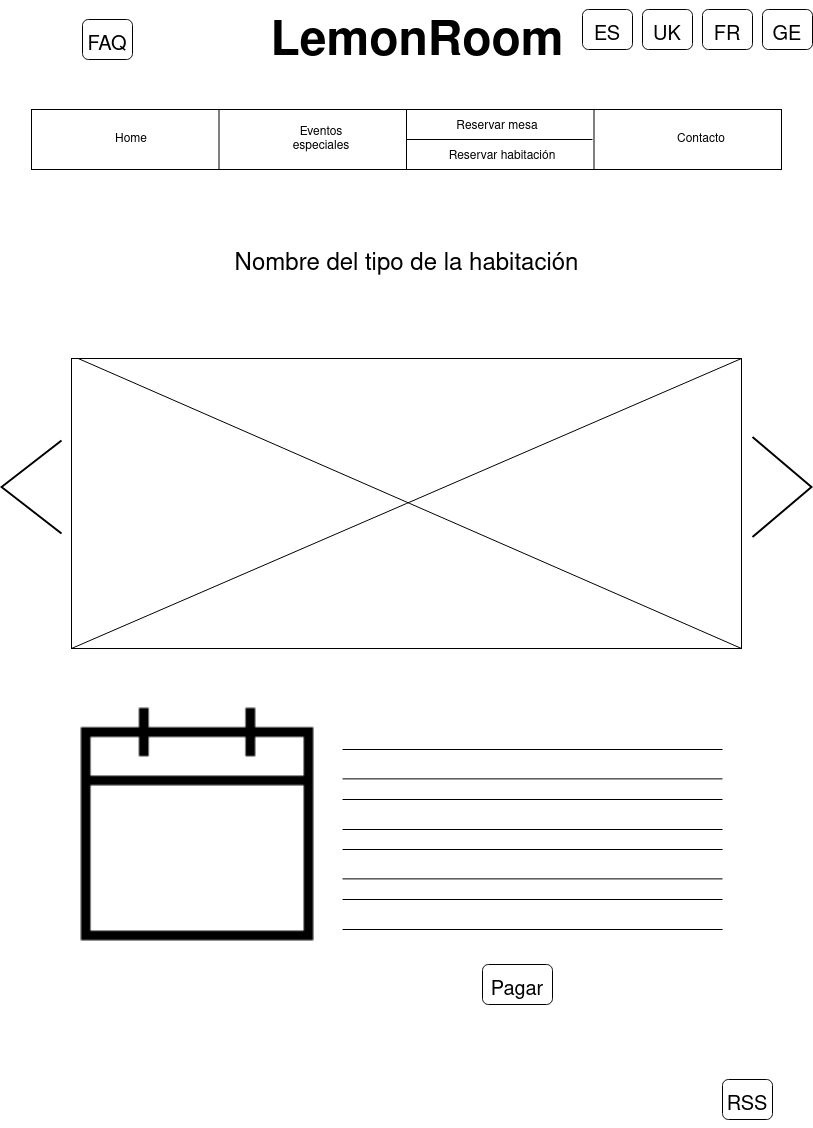 FAQ
LemonRoom
ES
UK
FR
GE
Home
Eventos
especiales
Reservar mesa
Reservar habitación
Contacto
Nombre del tipo de la habitación
Pagar
RSS